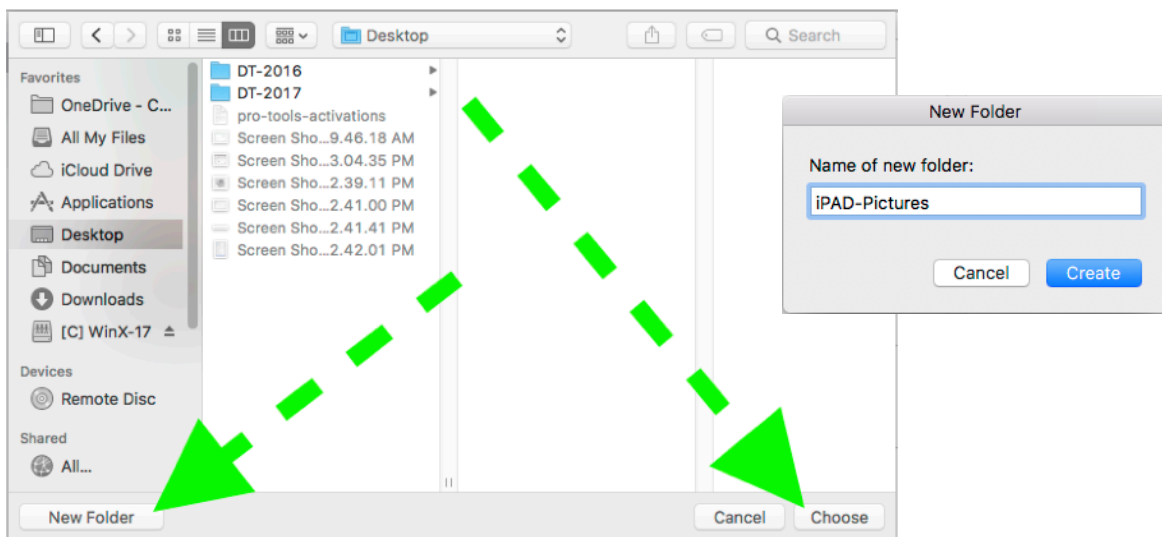 Desktop
Search
Favorites
OneDrive - C...
All My Files
iCloud Drive
Applications
Desktop
Documents
Downloads
[C] WinX-17
Devices
Remote Disc
Shared
All...
DT-2016
DT-2017
pro-tools-activations
Screen Sho...9.46.18 AM
Screen Sho...3.04.35 PM
Screen Sho...2.39.11 PM
Screen Sho...2.41.00 PM
Screen Sho...2.41.41 PM
Screen Sho...2.42.01 PM
New Folder
Cancel
Choose
New Folder
Name of new folder:
iPAD-Pictures
Cancel
Create